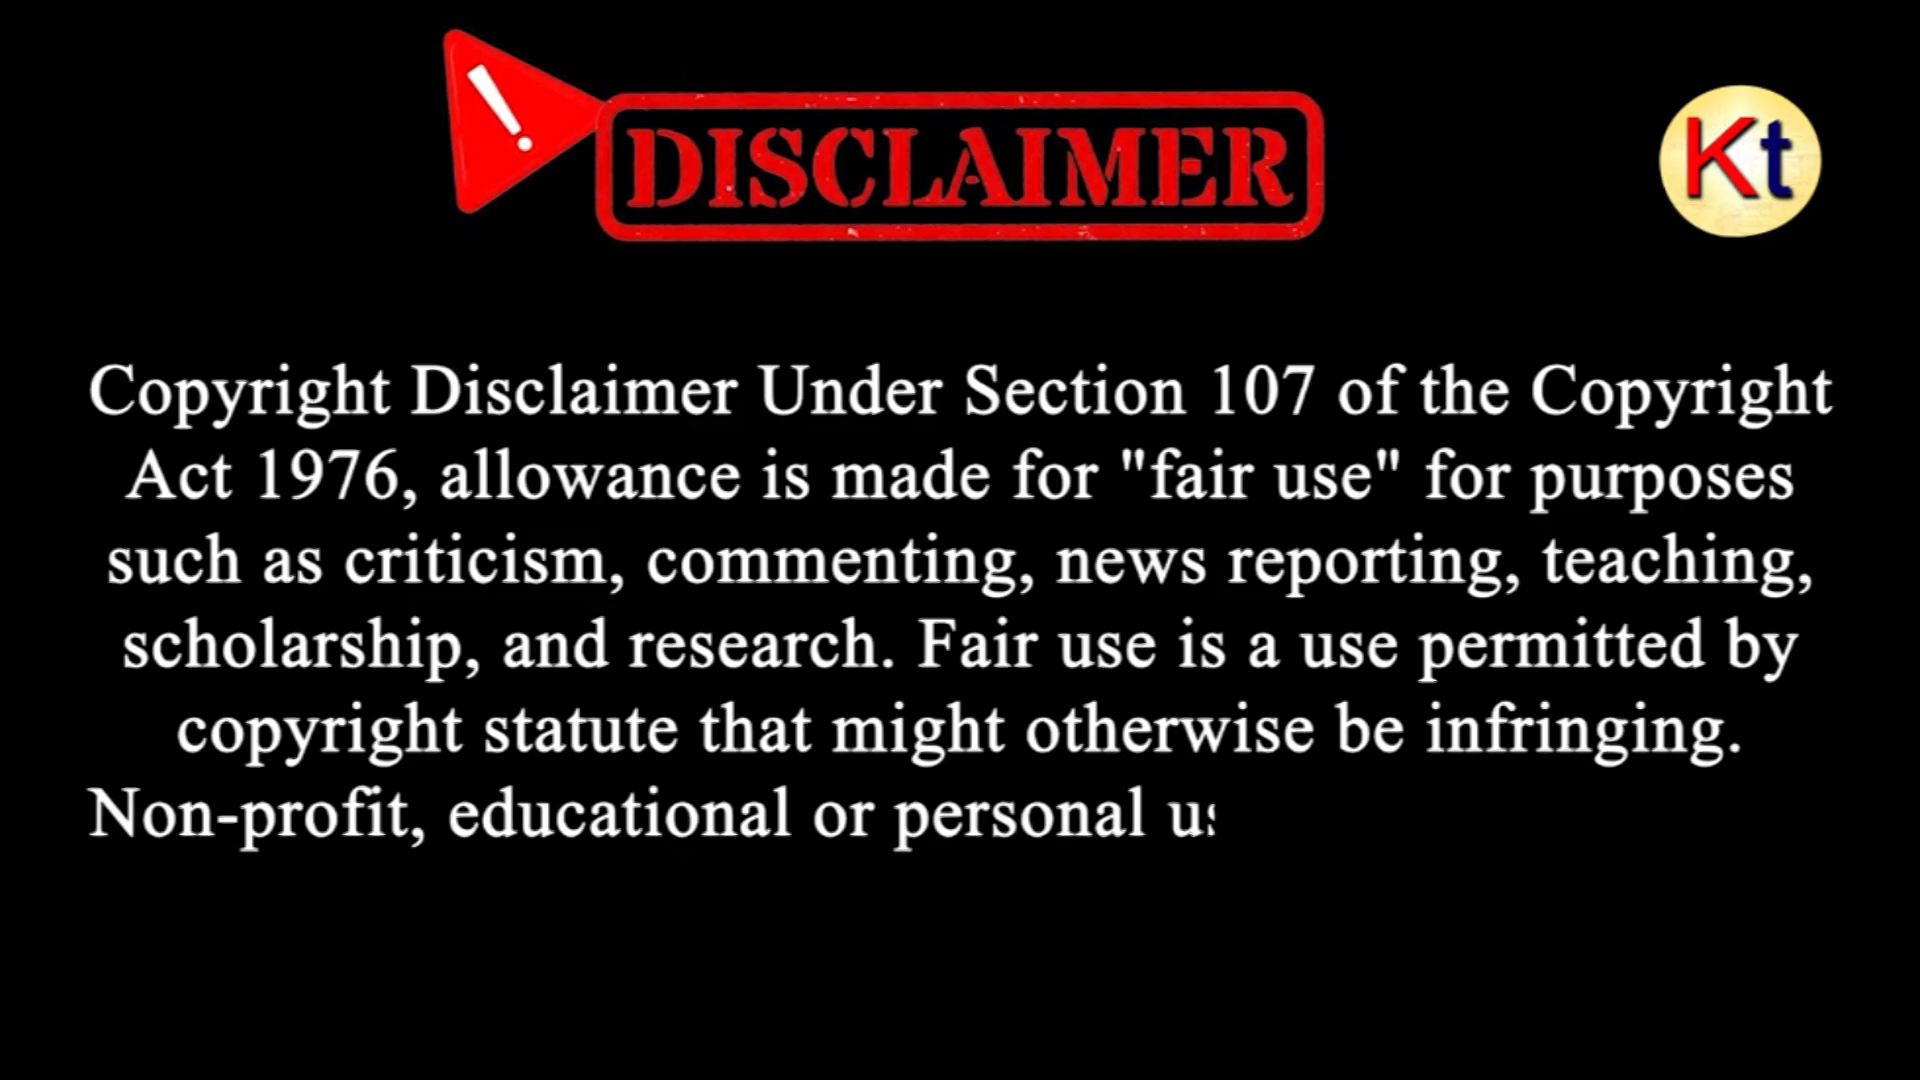 DISCLAIMER
Kt
Copyright Disclaimer Under Section 107 of the Copyright
Act 1976, allowance is made for "fair use" for purposes
such as criticism, commenting, news reporting, teaching,
scholarship, and research. Fair use is a use permitted by
copyright statute that might otherwise be infringing.
Non-profit, educational or personal